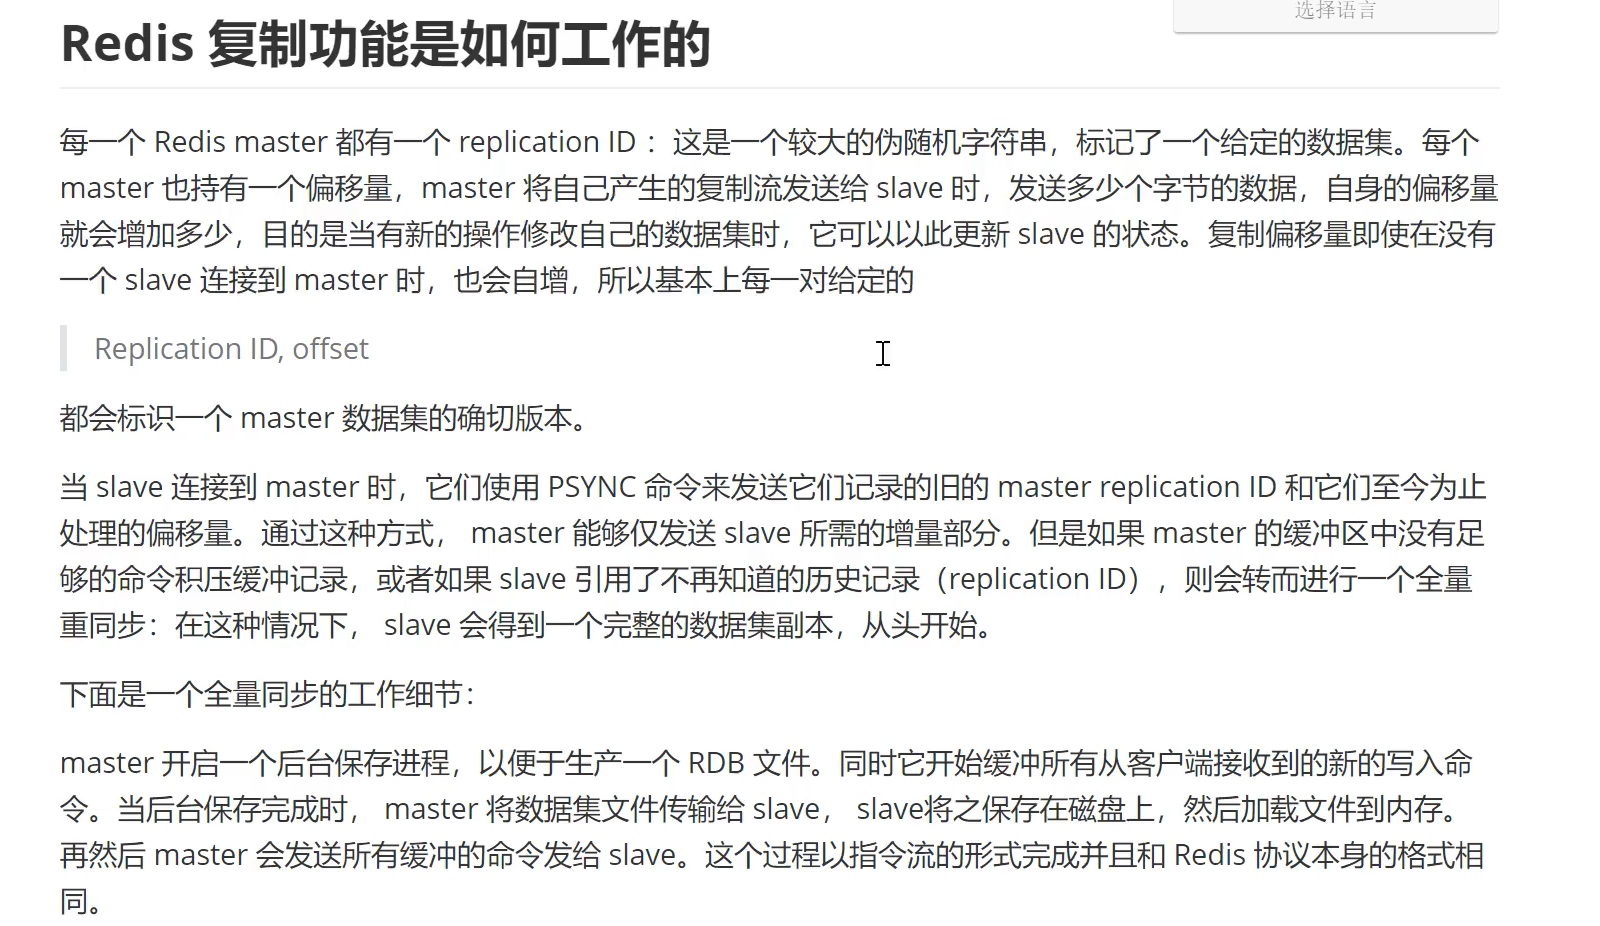 选择语言
Redis 复制功能是如何工作的
每一个 Redis master 都有一个 replication ID ：这是一个较大的伪随机字符串，标记了一个给定的数据集。每个
master 也持有一个偏移量，master 将自己产生的复制流发送给 slave 时，发送多少个字节的数据，自身的偏移量
就会增加多少，目的是当有新的操作修改自己的数据集时，它可以以此更新 slave 的状态。复制偏移量即使在没有
一个 slave 连接到 master 时，也会自增，所以基本上每一对给定的
Replication ID, offset
都会标识一个 master 数据集的确切版本。
当 slave 连接到 master 时，它们使用 PSYNC 命令来发送它们记录的旧的 master replication ID 和它们至今为止
处理的偏移量。通过这种方式， master 能够仅发送 slave 所需的增量部分。但是如果 master 的缓冲区中没有足
够的命令积压缓冲记录，或者如果 slave 引用了不再知道的历史记录（replication ID），则会转而进行一个全量
重同步：在这种情况下， slave 会得到一个完整的数据集副本，从头开始。
下面是一个全量同步的工作细节：
master 开启一个后台保存进程，以便于生产一个 RDB 文件。同时它开始缓冲所有从客户端接收到的新的写入命
令。当后台保存完成时， master 将数据集文件传输给 slave， slave将之保存在磁盘上，然后加载文件到内存。
再然后 master 会发送所有缓冲的命令发给 slave。这个过程以指令流的形式完成并且和 Redis 协议本身的格式相
同。